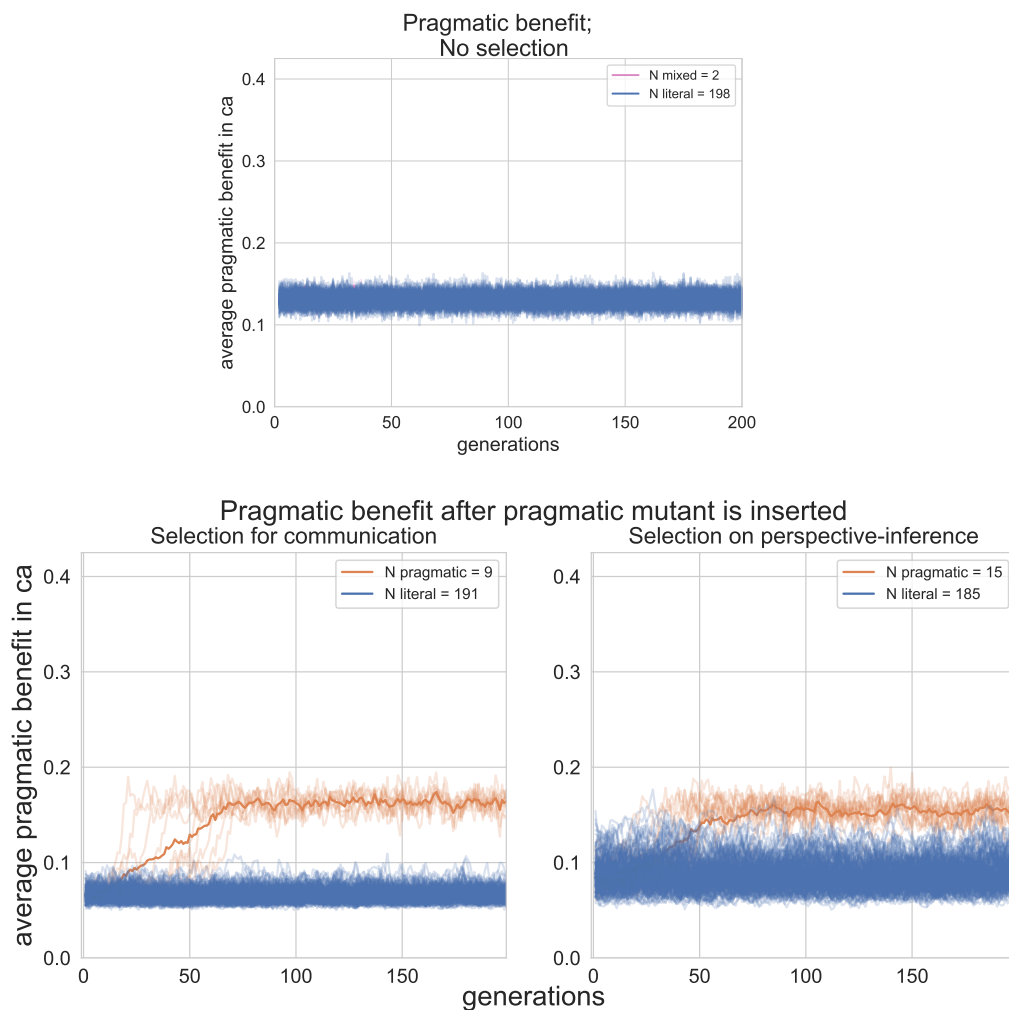 Pragmatic benefit;
No selection
N mixed = 2
N literal = 198
average pragmatic benefit in ca
0.4
0.3
0.2
0.1
0.0
0 50 100 150 200
generations
Pragmatic benefit after pragmatic mutant is inserted
Selection for communication
N pragmatic = 9
N literal = 191
average pragmatic benefit in ca
0.4
0.3
0.2
0.1
0.0
0 50 100 150
Selection on perspective-inference
N pragmatic = 15
N literal = 185
0.4
0.3
0.2
0.1
0.0
0 50 100 150
generations